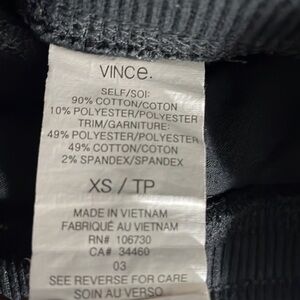 VINCE.
SELF/SOI:
90% COTTON/COTON
10% POLYESTER/POLYESTER
TRIM/GARNITURE:
49% POLYESTER/POLYESTER
49% COTTON/COTON
2% SPANDEX/SPANDEX
XS / TP
MADE IN VIETNAM
FABRIQUÉ AU VIETNAM
RN# 106730
CA# 34460
03
SEE REVERSE FOR CARE
SOIN AU VERSO